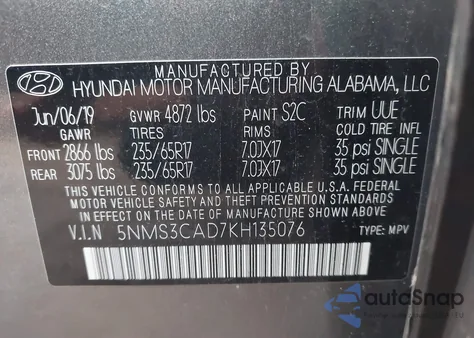 MANUFACTURED BY
HYUNDAI MOTOR MANUFACTURING ALABAMA, LLC
Jun/06/19 GVWR 4872 lbs PAINT S2C TRIM UUE
GAWR TIRES RIMS COLD TIRE INFL
FRONT 2866 lbs 235/65R17 7.0JX17 35 psi SINGLE
REAR 3075 lbs 235/65R17 7.0JX17 35 psi SINGLE
THIS VEHICLE CONFORMS TO ALL APPLICABLE U.S.A. FEDERAL
MOTOR VEHICLE SAFETY AND THEFT PREVENTION STANDARDS IN
EFFECT ON THE DATE OF MANUFACTURE SHOWN ABOVE.
V.I.N 5NMS3CAD7KH135076 TYPE: MPV
autoSnap